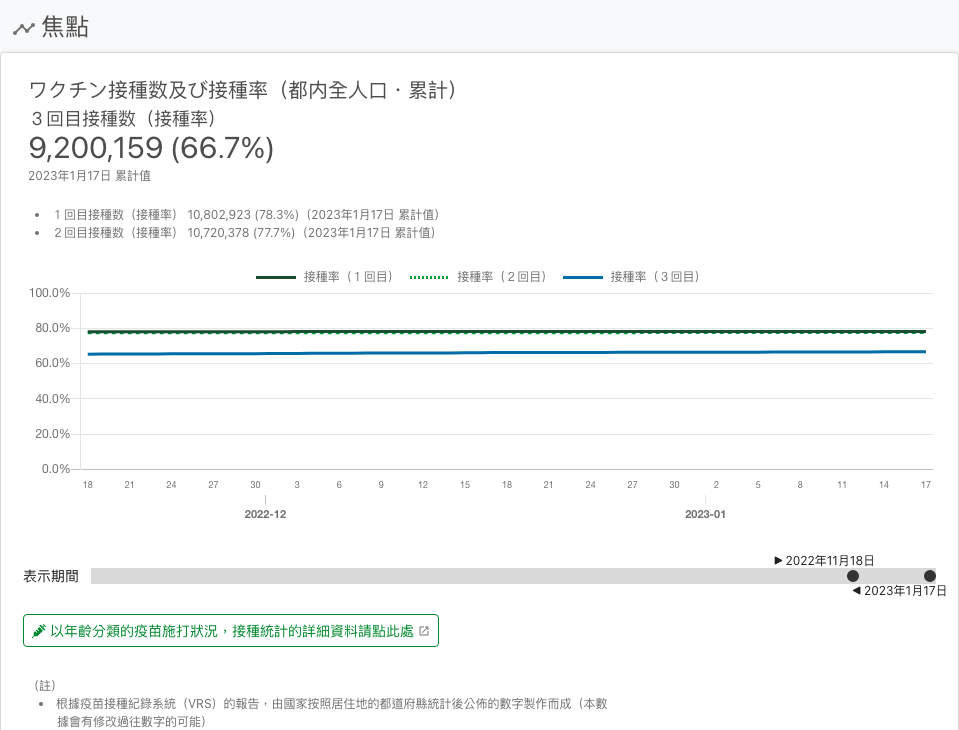 焦點
ワクチン接種数及び接種率（都内全人口・累計）
３回目接種数（接種率）
9,200,159 (66.7%)
2023年1月17日 累計値
• １回目接種数（接種率） 10,802,923 (78.3%)（2023年1月17日 累計値）
• ２回目接種数（接種率） 10,720,378 (77.7%)（2023年1月17日 累計値）
接種率（１回目） 接種率（２回目） 接種率（３回目）
100.0%
80.0%
60.0%
40.0%
20.0%
0.0%
18 21 24 27 30 3 6 9 12 15 18 21 24 27 30 2 5 8 11 14 17
2022-12 2023-01
▶ 2022年11月18日
表示期間
◀ 2023年1月17日
以年齡分類的疫苗施打狀況，接種統計的詳細資料請點此處
（註）
• 根據疫苗接種紀錄系統（VRS）的報告，由國家按照居住地的都道府縣統計後公佈的數字製作而成（本數
據會有修改過往數字的可能）